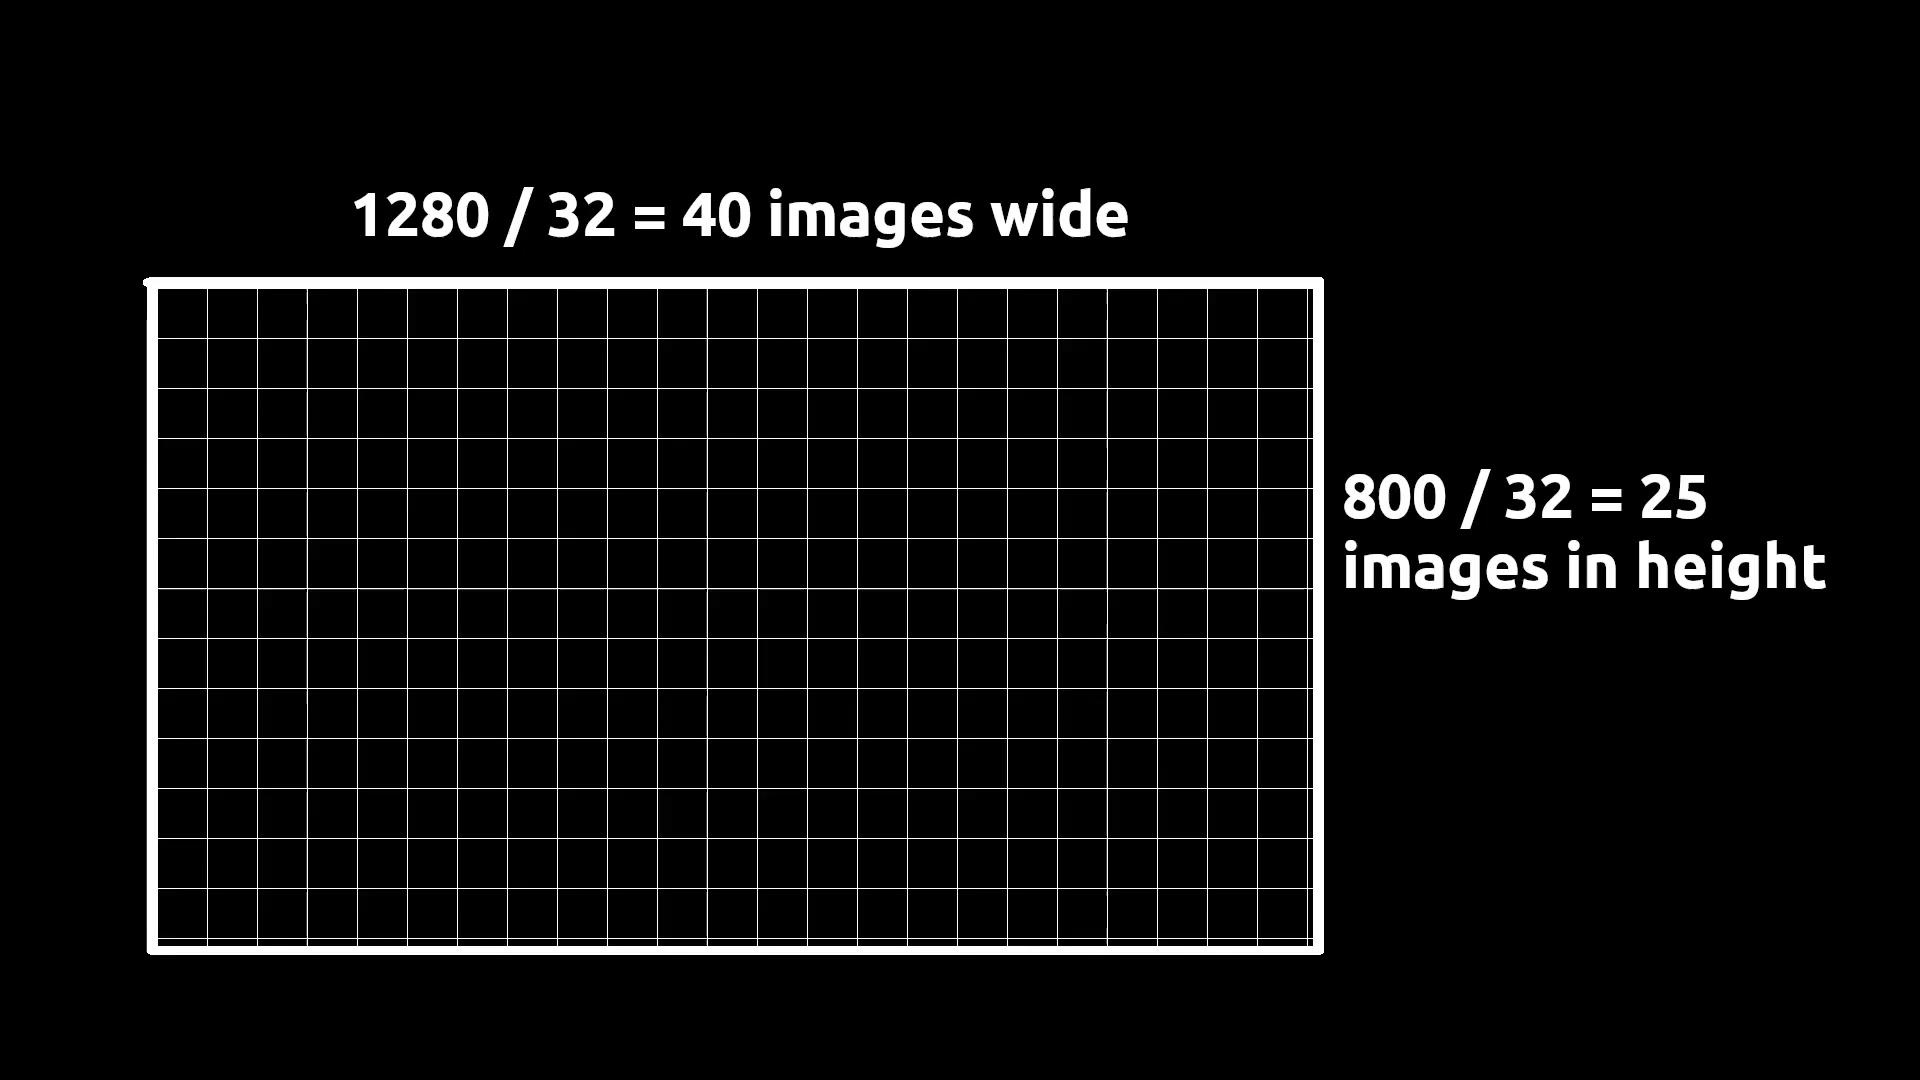 1280 / 32 = 40 images wide
800 / 32 = 25
images in height